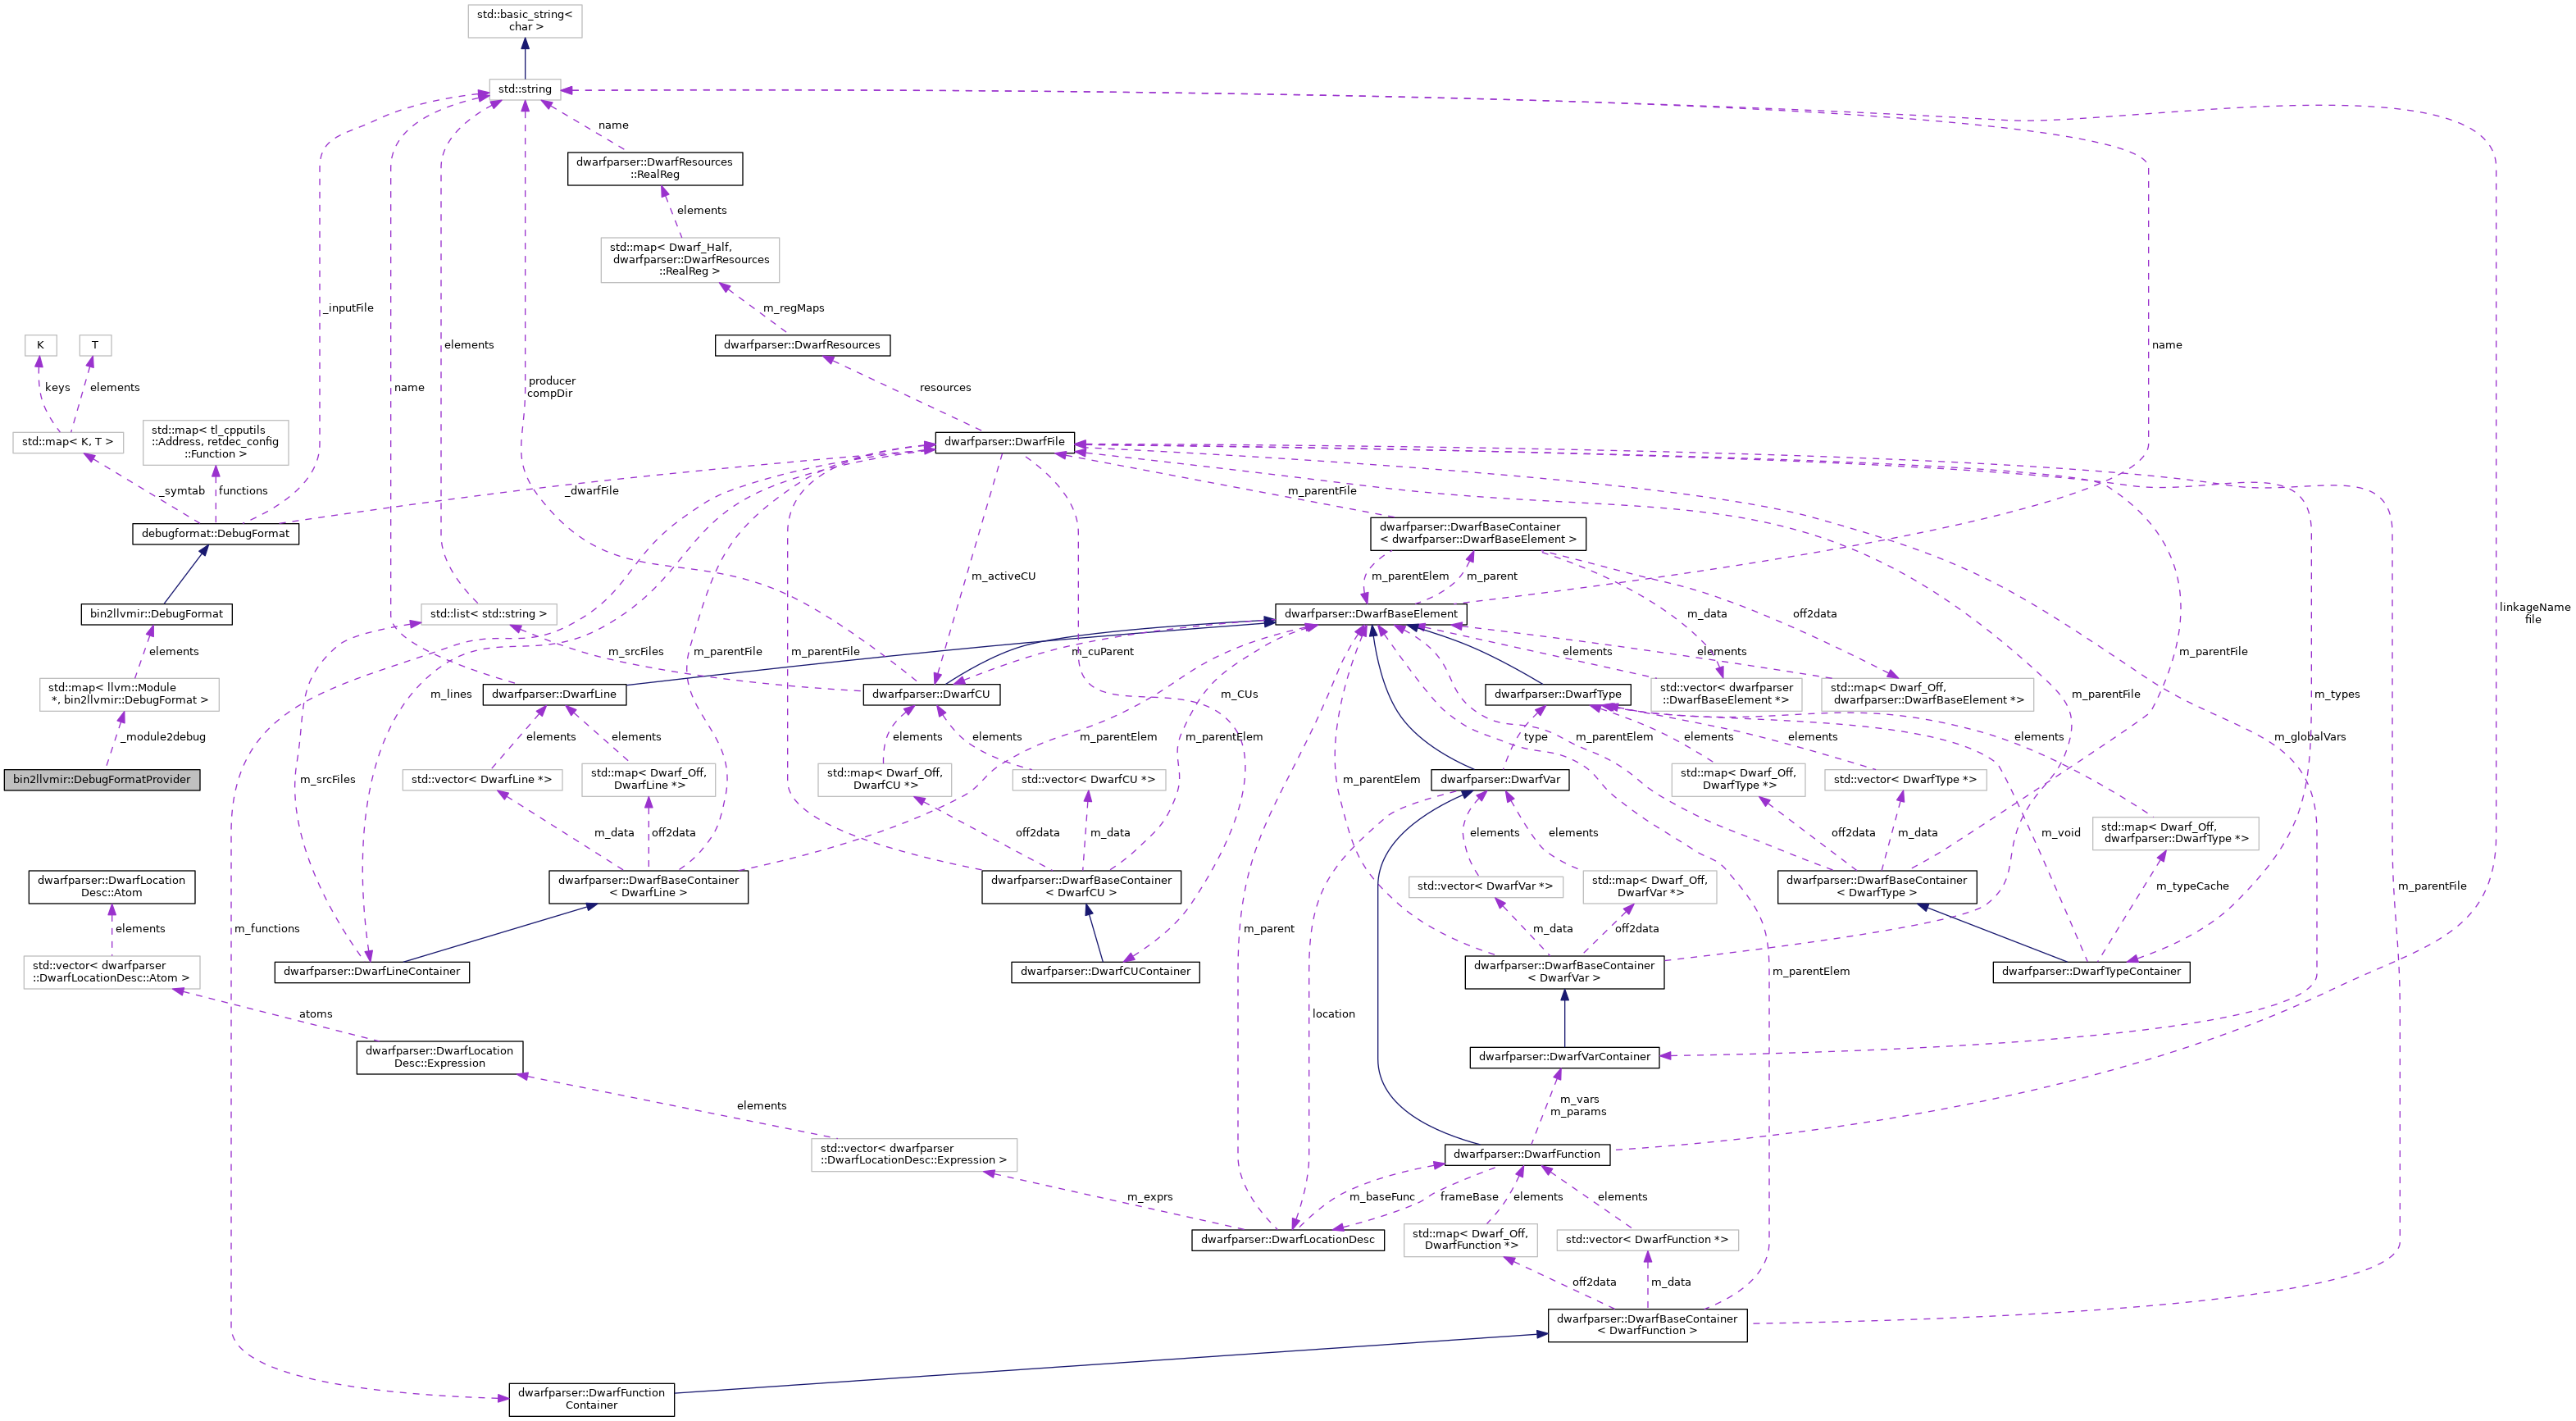 std::basic_string<
char >
std::string
name
dwarfparser::DwarfResources
::RealReg
elements
std::map< Dwarf_Half,
dwarfparser::DwarfResources
::RealReg >
_inputFile
m_regMaps
K
T
dwarfparser::DwarfResources
elements
name
keys
elements
name
producer
compDir
resources
std::map< K, T >
std::map< tl_cpputils
::Address, retdec_config
::Function >
dwarfparser::DwarfFile
_symtab
functions
_dwarfFile
m_parentFile
debugformat::DebugFormat
dwarfparser::DwarfBaseContainer
< dwarfparser::DwarfBaseElement >
m_activeCU
m_parentElem
m_parent
bin2llvmir::DebugFormat
std::list< std::string >
dwarfparser::DwarfBaseElement
m_data
off2data
linkageName
file
elements
m_srcFiles
m_parentFile
m_parentFile
m_cuParent
elements
elements
m_parentFile
std::map< llvm::Module
*, bin2llvmir::DebugFormat >
m_lines
dwarfparser::DwarfLine
dwarfparser::DwarfCU
m_CUs
dwarfparser::DwarfType
std::vector< dwarfparser
::DwarfBaseElement *>
std::map< Dwarf_Off,
dwarfparser::DwarfBaseElement *>
m_parentFile
m_types
_module2debug
elements
elements
elements
elements
m_parentElem
m_parentElem
type
m_parentElem
elements
elements
elements
m_globalVars
bin2llvmir::DebugFormatProvider
m_srcFiles
std::vector< DwarfLine *>
std::map< Dwarf_Off,
DwarfLine *>
std::map< Dwarf_Off,
DwarfCU *>
std::vector< DwarfCU *>
m_parentElem
dwarfparser::DwarfVar
std::map< Dwarf_Off,
DwarfType *>
std::vector< DwarfType *>
m_data
off2data
off2data
m_data
elements
elements
off2data
m_data
m_void
std::map< Dwarf_Off,
dwarfparser::DwarfType *>
dwarfparser::DwarfLocation
Desc::Atom
dwarfparser::DwarfBaseContainer
< DwarfLine >
dwarfparser::DwarfBaseContainer
< DwarfCU >
std::vector< DwarfVar *>
std::map< Dwarf_Off,
DwarfVar *>
dwarfparser::DwarfBaseContainer
< DwarfType >
m_typeCache
m_parentFile
elements
m_functions
m_parent
m_data
off2data
std::vector< dwarfparser
::DwarfLocationDesc::Atom >
dwarfparser::DwarfLineContainer
dwarfparser::DwarfCUContainer
dwarfparser::DwarfBaseContainer
< DwarfVar >
m_parentElem
dwarfparser::DwarfTypeContainer
atoms
location
dwarfparser::DwarfLocation
Desc::Expression
dwarfparser::DwarfVarContainer
elements
m_vars
m_params
std::vector< dwarfparser
::DwarfLocationDesc::Expression >
dwarfparser::DwarfFunction
m_exprs
m_baseFunc
frameBase
elements
elements
dwarfparser::DwarfLocationDesc
std::map< Dwarf_Off,
DwarfFunction *>
std::vector< DwarfFunction *>
off2data
m_data
dwarfparser::DwarfBaseContainer
< DwarfFunction >
dwarfparser::DwarfFunction
Container